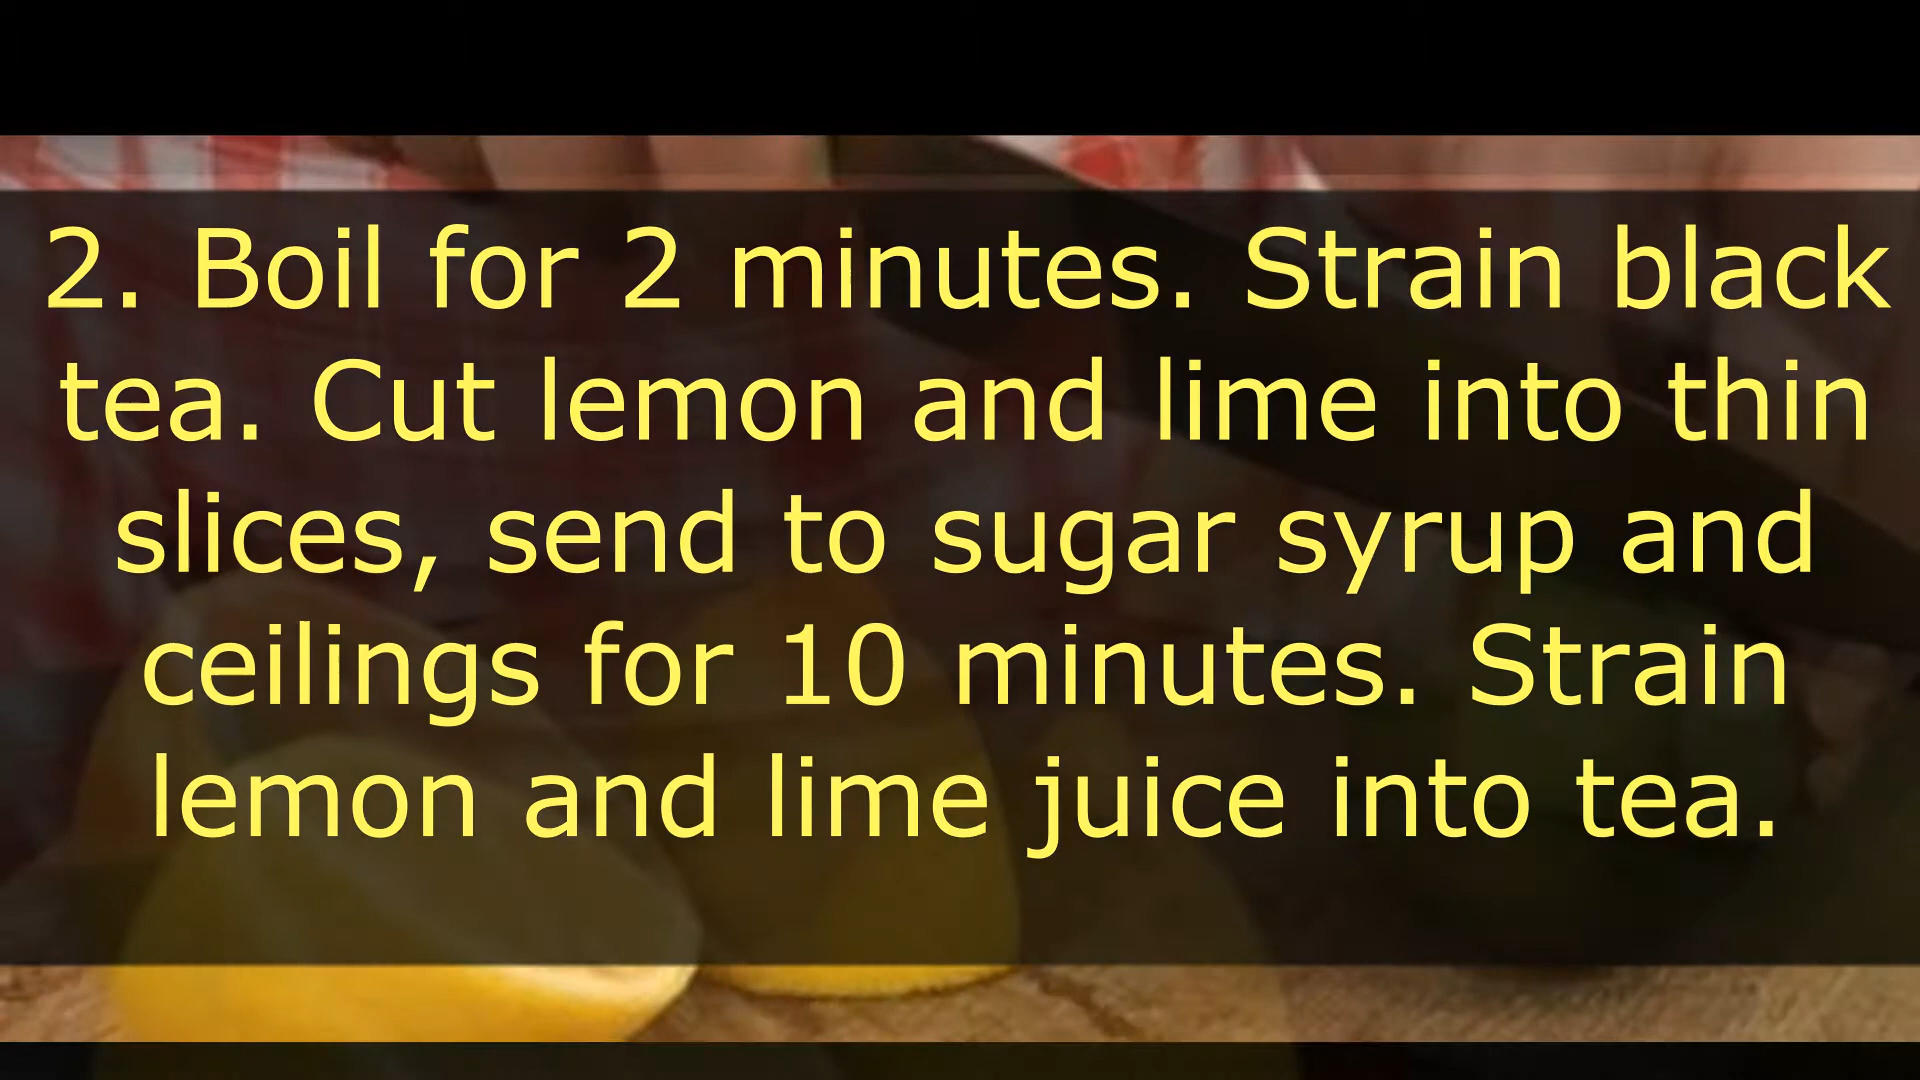 2. Boil for 2 minutes. Strain black
tea. Cut lemon and lime into thin
slices, send to sugar syrup and
ceilings for 10 minutes. Strain
lemon and lime juice into tea.